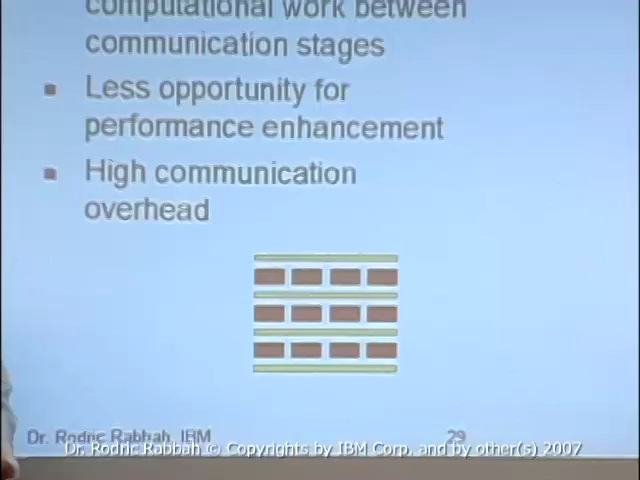 computational work between
communication stages
Less opportunity for
performance enhancement
High communication
overhead
Dr. Rodric Rabbah, IBM
29
Dr. Rodric Rabbah © Copyrights by IBM Corp. and by other(s) 2007